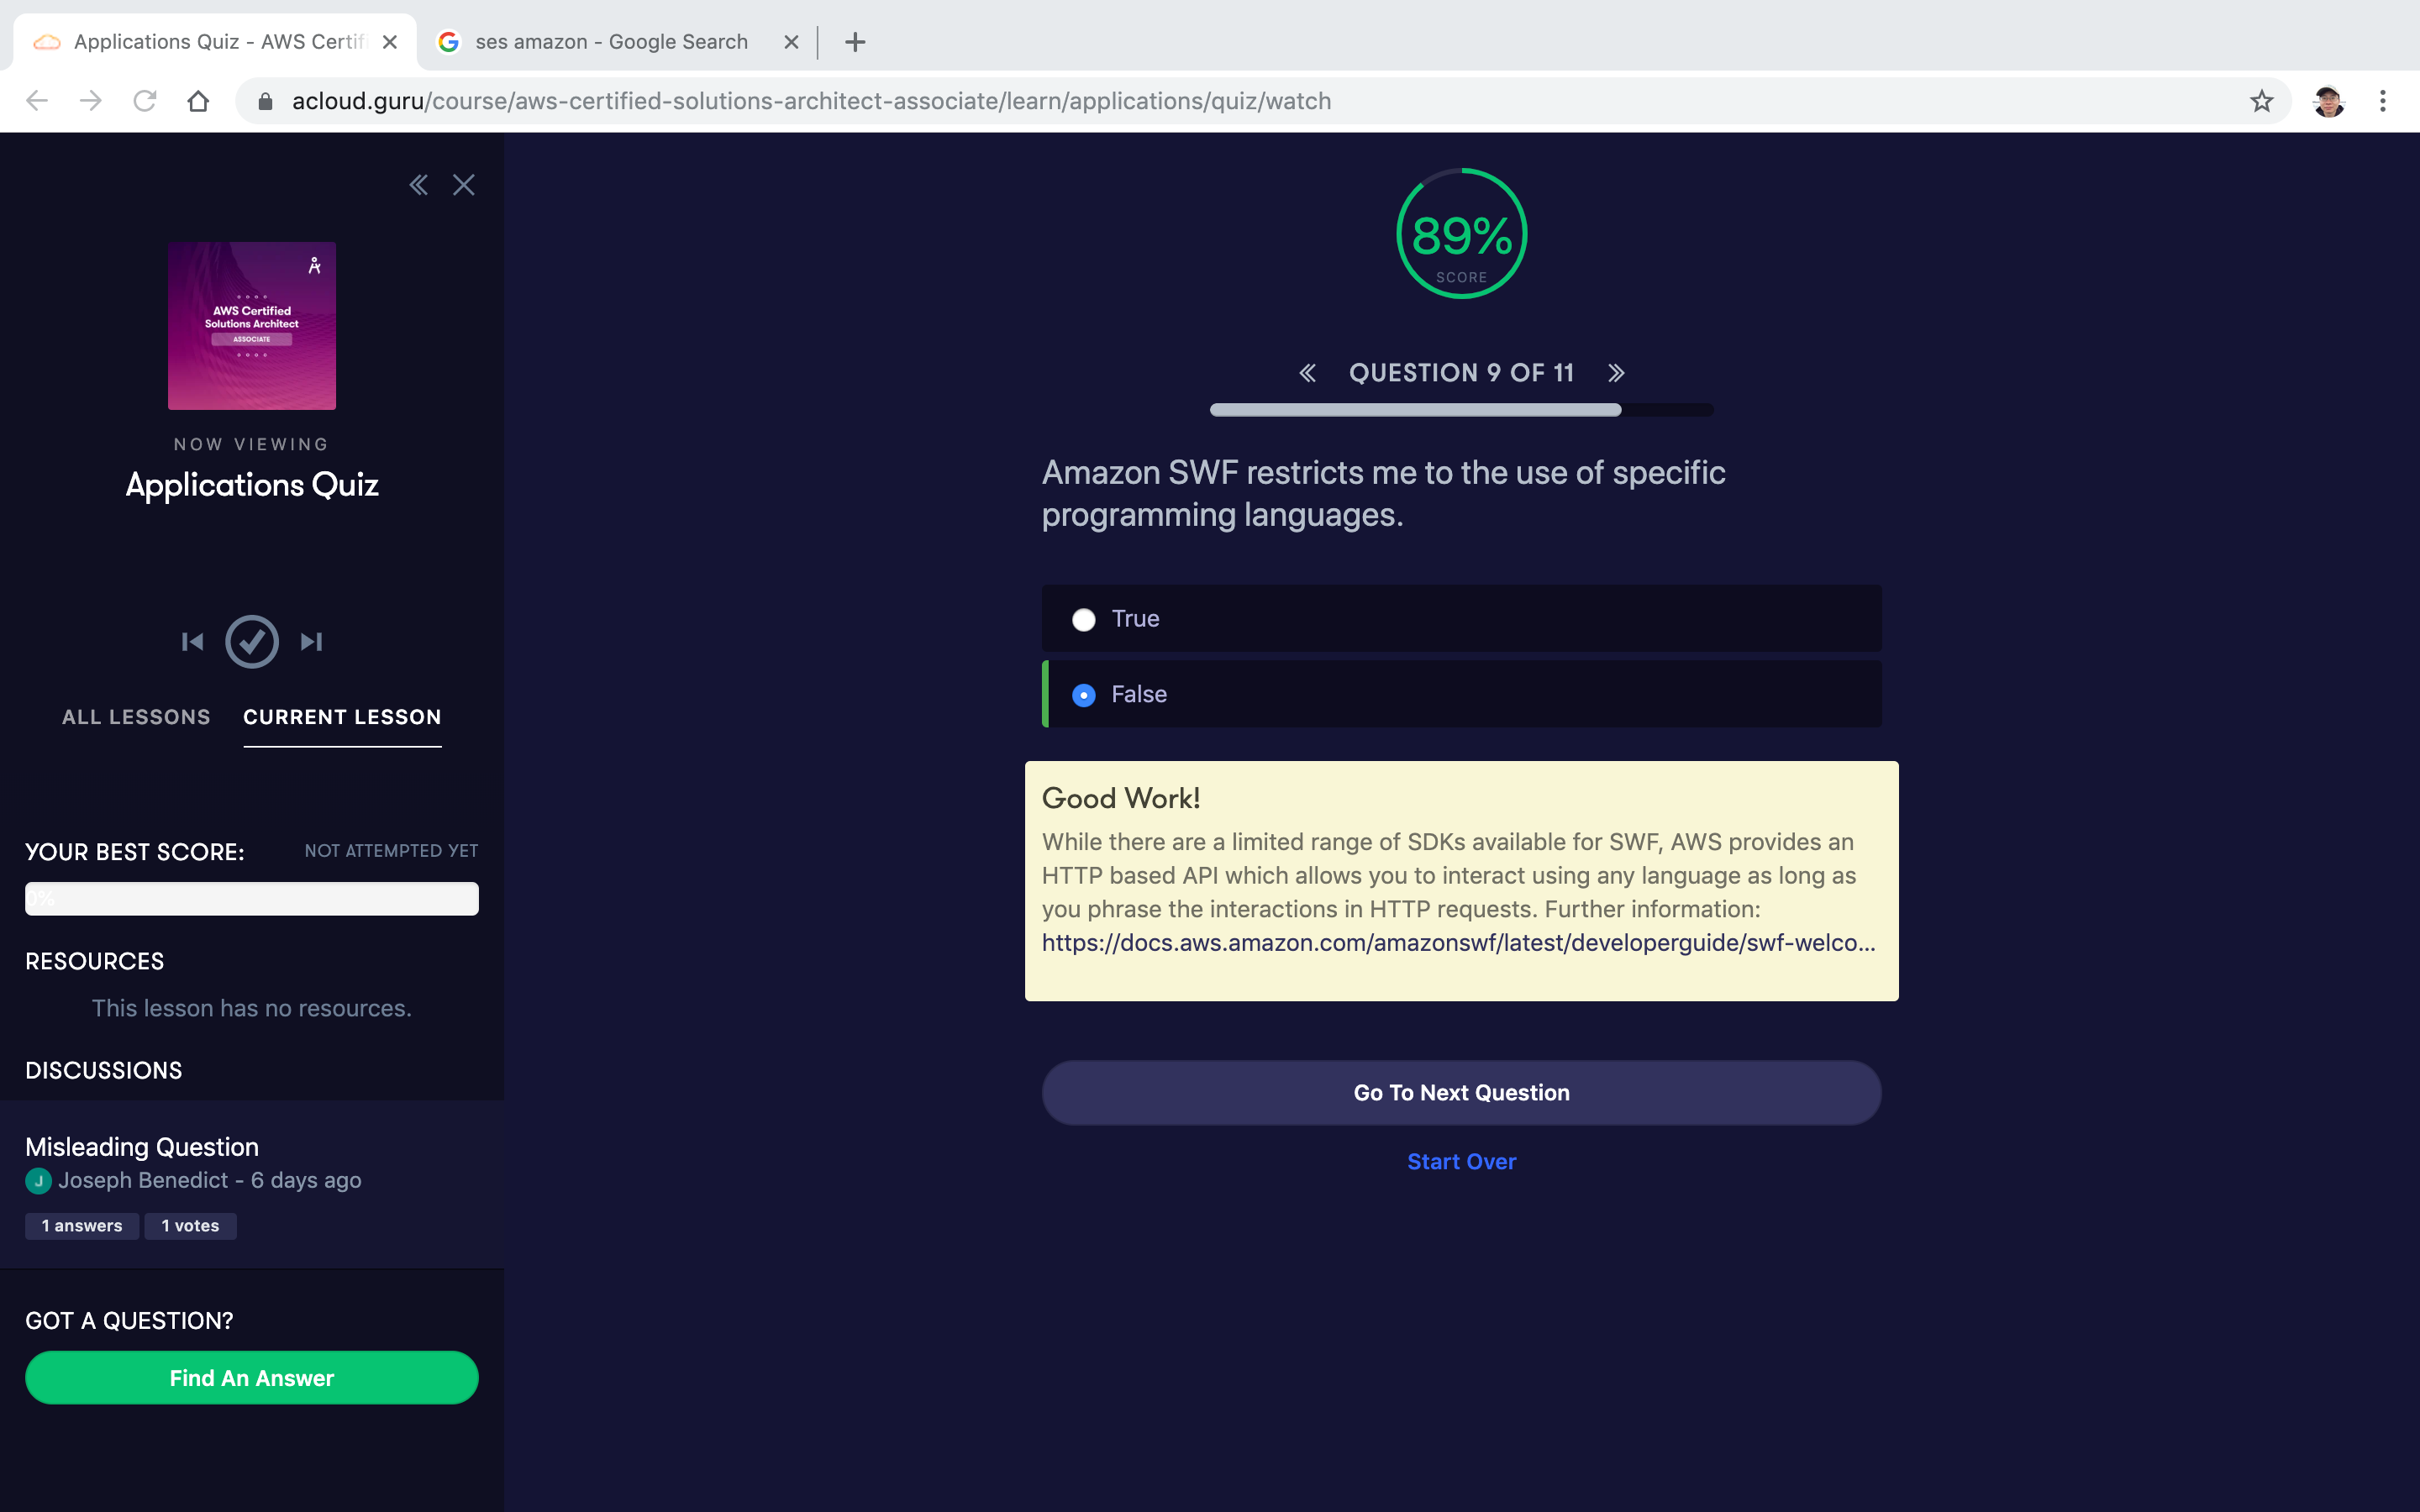 Applications Quiz - AWS Certif
ses amazon - Google Search
acloud.guru/course/aws-certified-solutions-architect-associate/learn/applications/quiz/watch
AWS Certified
Solutions Architect
ASSOCIATE
NOW VIEWING
Applications Quiz
ALL LESSONS
CURRENT LESSON
YOUR BEST SCORE:
NOT ATTEMPTED YET
0%
RESOURCES
This lesson has no resources.
DISCUSSIONS
Misleading Question
J
Joseph Benedict - 6 days ago
1 answers
1 votes
GOT A QUESTION?
Find An Answer
89%
SCORE
QUESTION 9 OF 11
Amazon SWF restricts me to the use of specific
programming languages.
True
False
Good Work!
While there are a limited range of SDKs available for SWF, AWS provides an
HTTP based API which allows you to interact using any language as long as
you phrase the interactions in HTTP requests. Further information:
https://docs.aws.amazon.com/amazonswf/latest/developerguide/swf-welco...
Go To Next Question
Start Over